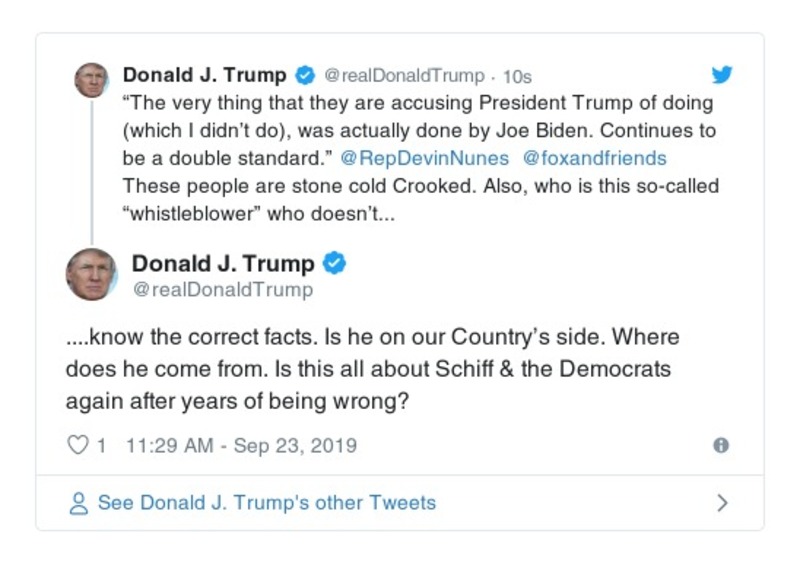 Donald J. Trump @realDonaldTrump · 10s
“The very thing that they are accusing President Trump of doing
(which I didn’t do), was actually done by Joe Biden. Continues to
be a double standard.” @RepDevinNunes @foxandfriends
These people are stone cold Crooked. Also, who is this so-called
“whistleblower” who doesn’t...
Donald J. Trump
@realDonaldTrump
....know the correct facts. Is he on our Country’s side. Where
does he come from. Is this all about Schiff & the Democrats
again after years of being wrong?
1 11:29 AM - Sep 23, 2019
See Donald J. Trump's other Tweets